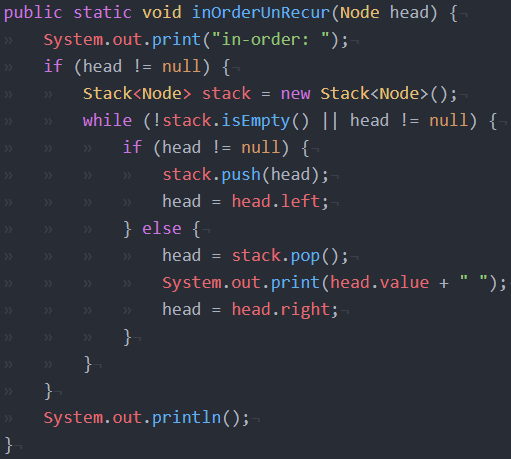 public static void inOrderUnRecur(Node head) {
    System.out.print("in-order: ");
    if (head != null) {
        Stack<Node> stack = new Stack<Node>();
        while (!stack.isEmpty() || head != null) {
            if (head != null) {
                stack.push(head);
                head = head.left;
            } else {
                head = stack.pop();
                System.out.print(head.value + " ");
                head = head.right;
            }
        }
    }
    System.out.println();
}